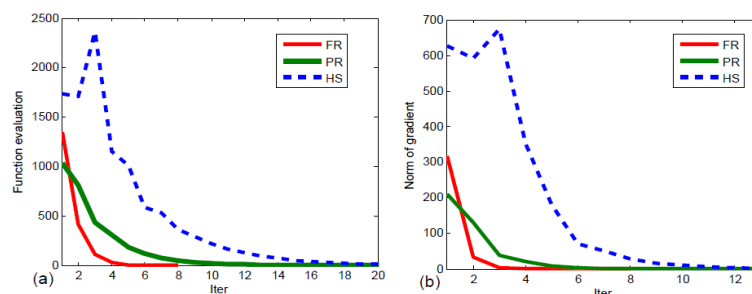 2500
2000
1500
1000
500
0
Function evaluation
FR
PR
HS
2 4 6 8 10 12 14 16 18 20
Iter
(a)
700
600
500
400
300
200
100
0
Norm of gradient
FR
PR
HS
2 4 6 8 10 12
Iter
(b)